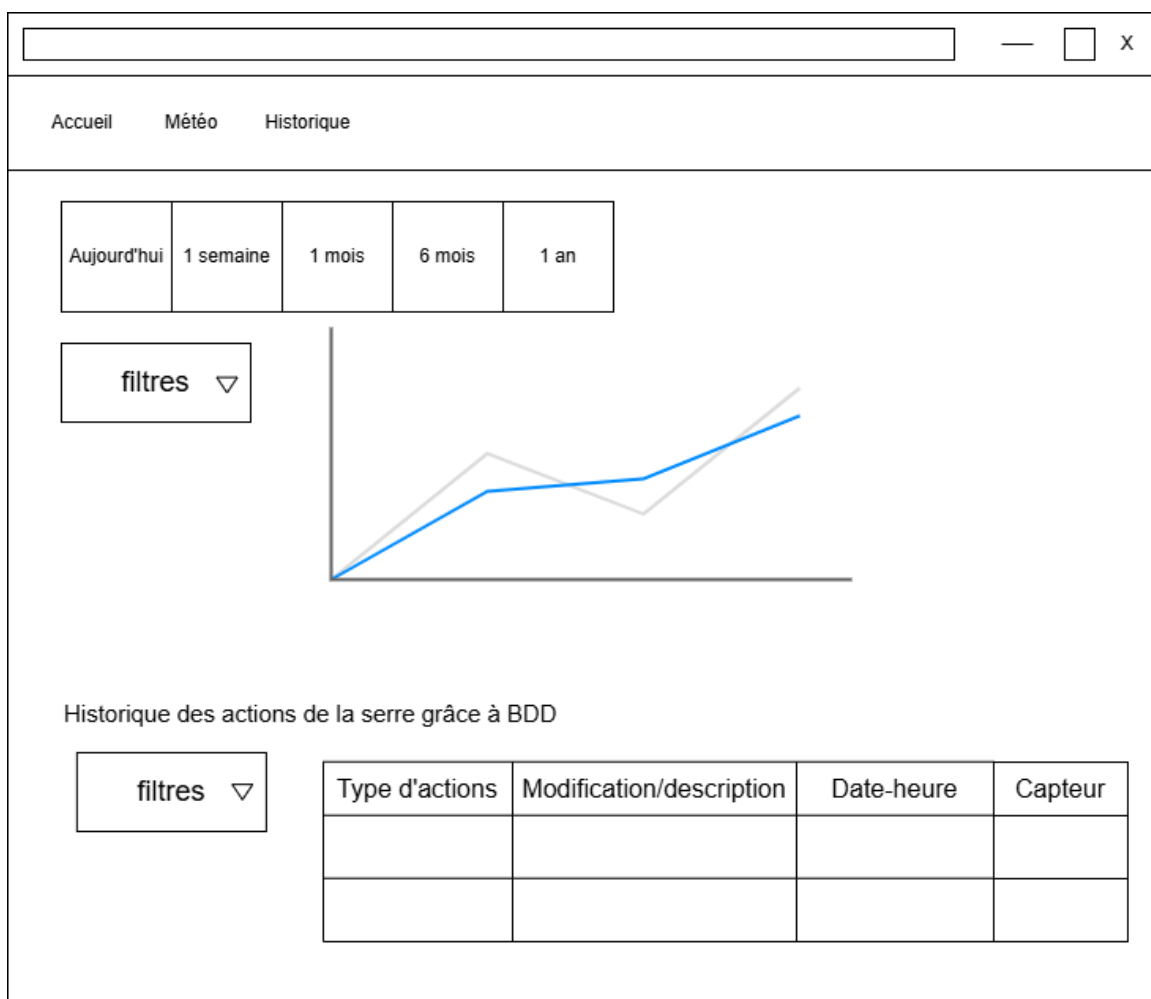 X
Accueil Météo Historique
Aujourd'hui 1 semaine 1 mois 6 mois 1 an
filtres
Historique des actions de la serre grâce à BDD
filtres
Type d'actions Modification/description Date-heure Capteur